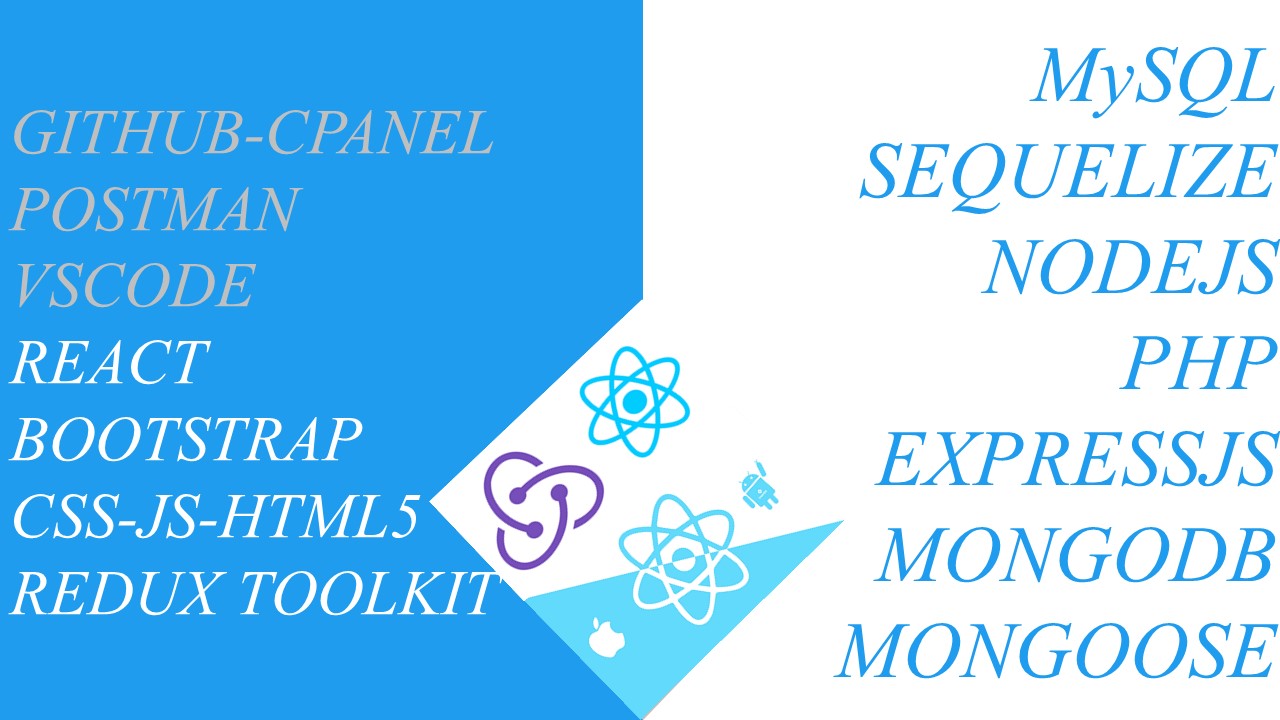 GITHUB-CPANEL
POSTMAN
VSCODE
REACT
BOOTSTRAP
CSS-JS-HTML5
REDUX TOOLKIT
MySQL
SEQUELIZE
NODEJS
PHP
EXPRESSJS
MONGODB
MONGOOSE